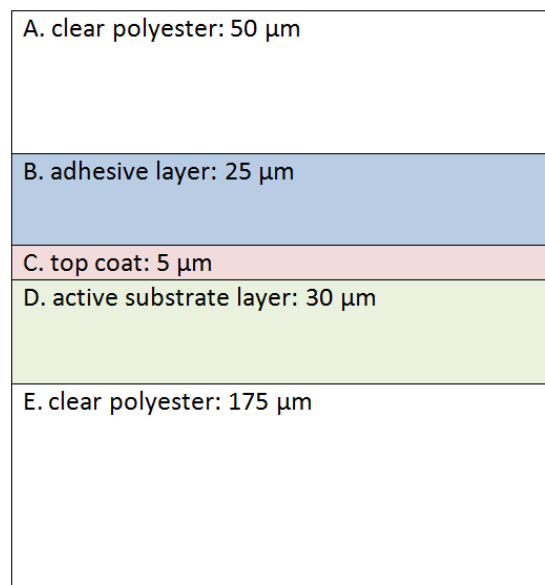 A. clear polyester: 50 µm
B. adhesive layer: 25 µm
C. top coat: 5 µm
D. active substrate layer: 30 µm
E. clear polyester: 175 µm